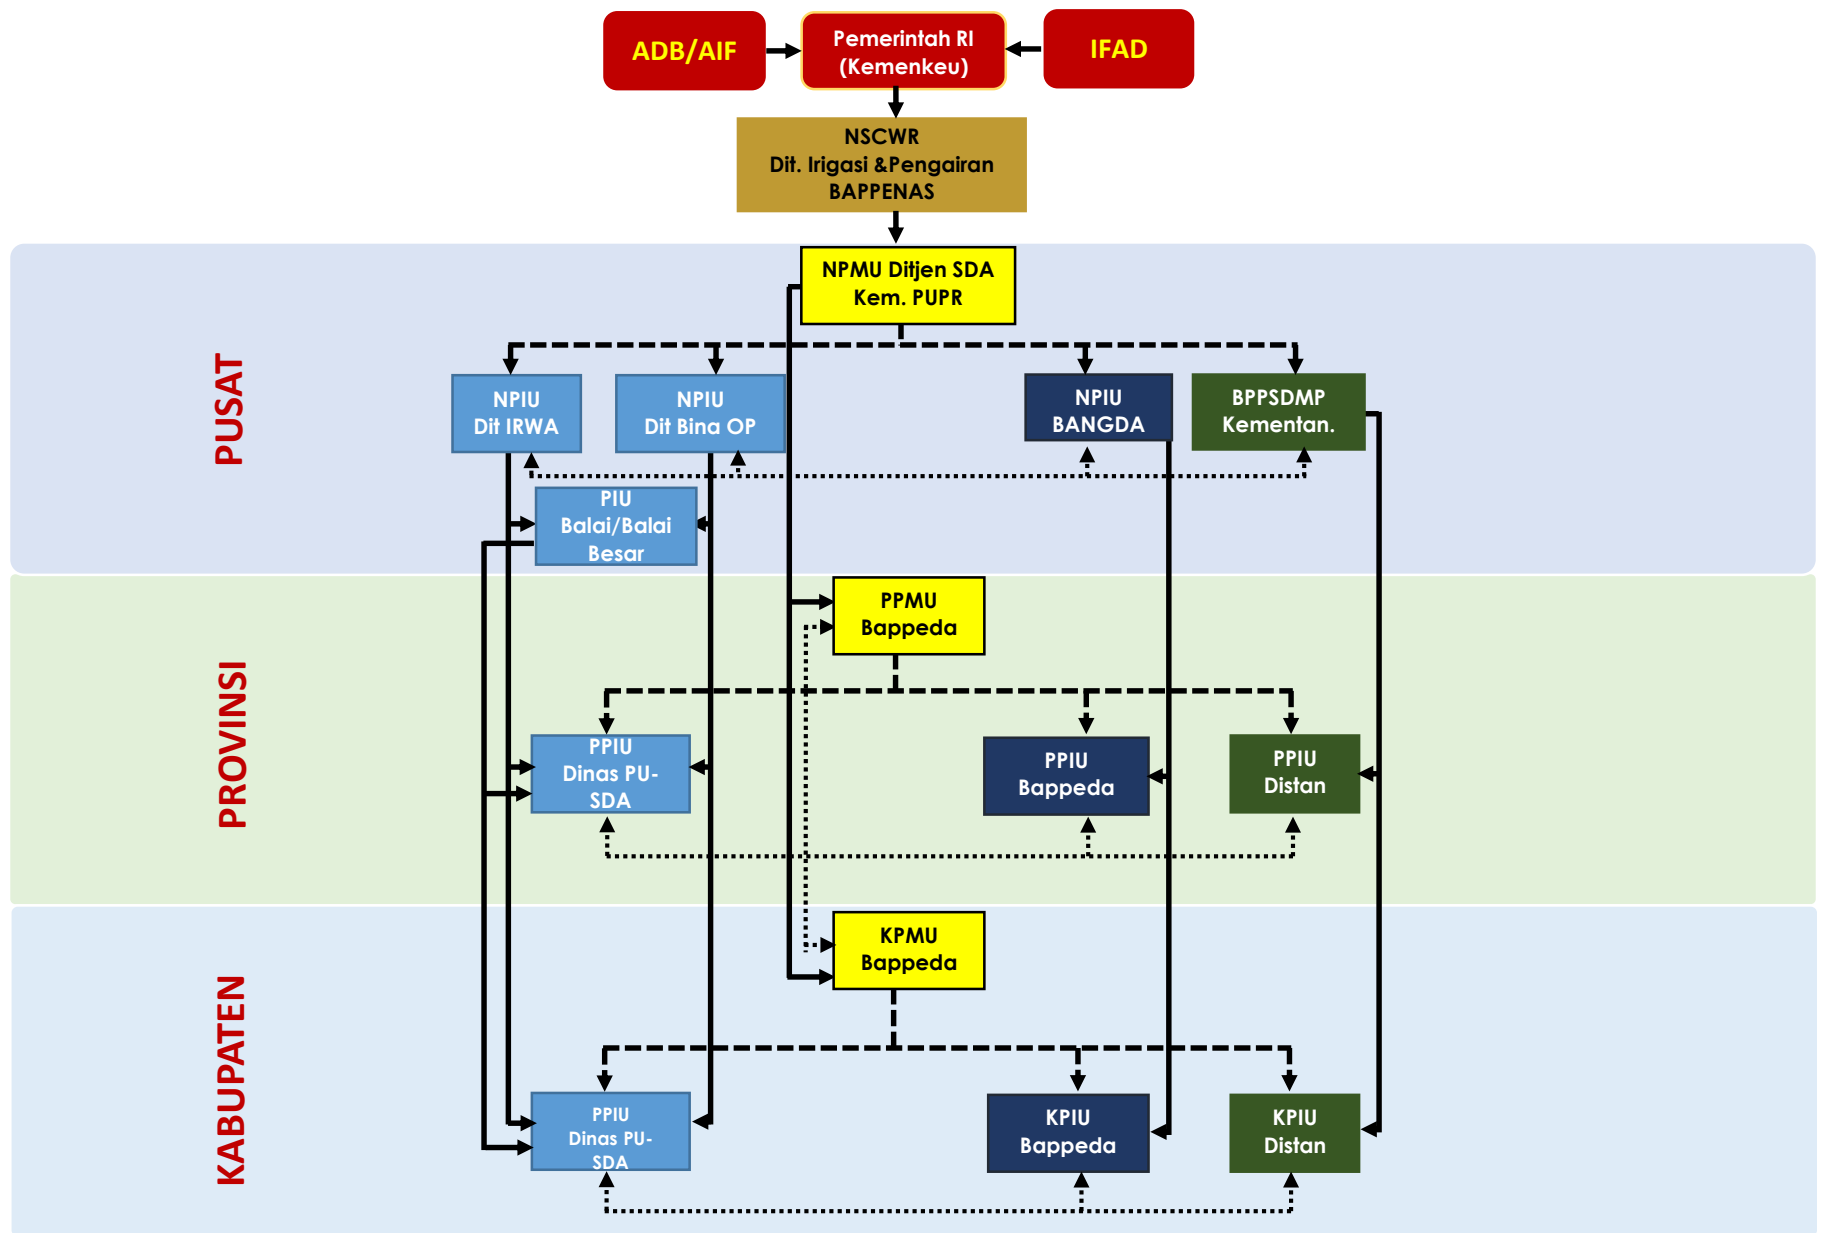 ADB/AIF
Pemerintah RI
(Kemenkeu)
IFAD
NSCWR
Dit. Irigasi &Pengairan
BAPPENAS
PUSAT
NPMU Ditjen SDA
Kem. PUPR
NPIU
Dit IRWA
NPIU
Dit Bina OP
NPIU
BANGDA
BPPSDMP
Kementan.
PIU
Balai/Balai
Besar
PROVINSI
PPMU
Bappeda
PPIU
Dinas PU-
SDA
PPIU
Bappeda
PPIU
Distan
KABUPATEN
KPMU
Bappeda
PPIU
Dinas PU-
SDA
KPIU
Bappeda
KPIU
Distan